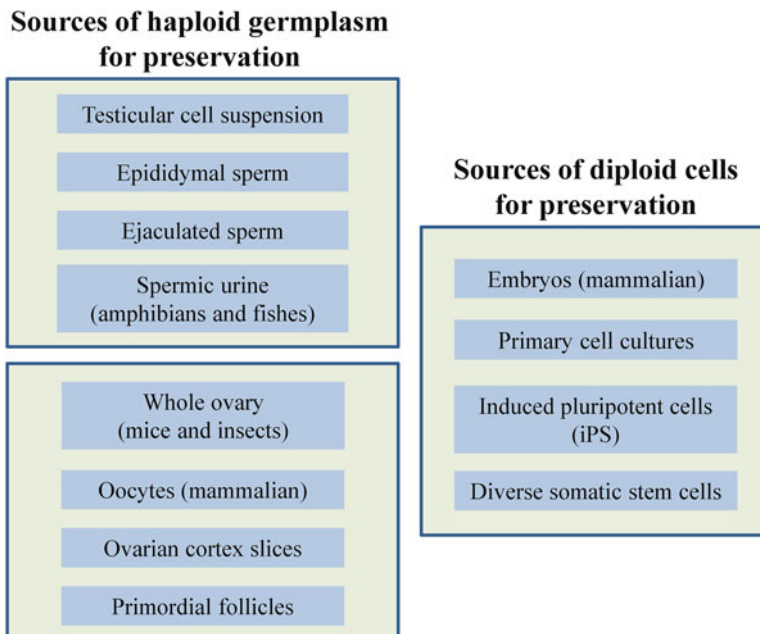 Sources of haploid germplasm
for preservation
Testicular cell suspension
Epididymal sperm
Ejaculated sperm
Spermic urine
(amphibians and fishes)
Whole ovary
(mice and insects)
Oocytes (mammalian)
Ovarian cortex slices
Primordial follicles
Sources of diploid cells
for preservation
Embryos (mammalian)
Primary cell cultures
Induced pluripotent cells
(iPS)
Diverse somatic stem cells